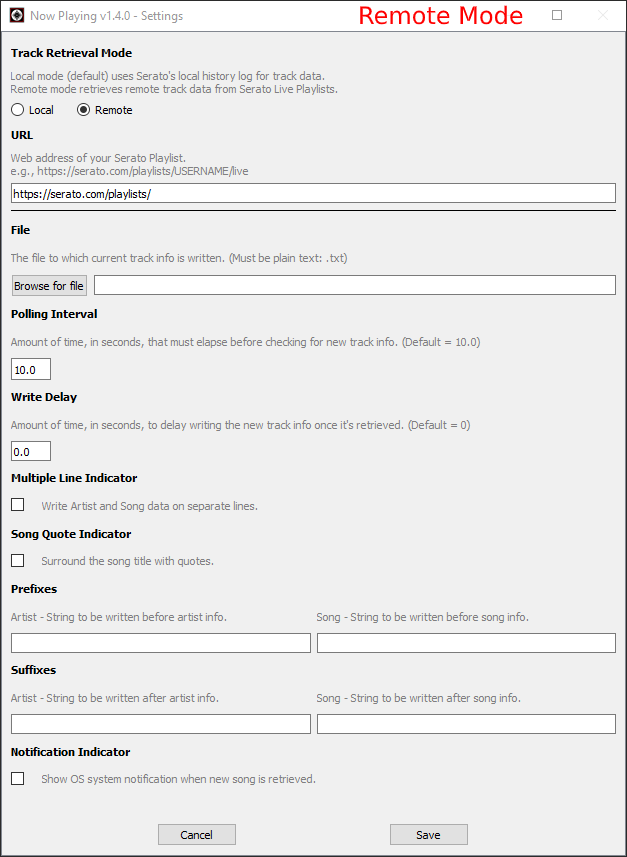 Now Playing v1.4.0 - Settings
Remote Mode
Track Retrieval Mode
Local mode (default) uses Serato's local history log for track data.
Remote mode retrieves remote track data from Serato Live Playlists.
Local Remote
URL
Web address of your Serato Playlist.
e.g., https://serato.com/playlists/USERNAME/live
https://serato.com/playlists/
File
The file to which current track info is written. (Must be plain text: .txt)
Browse for file
Polling Interval
Amount of time, in seconds, that must elapse before checking for new track info. (Default = 10.0)
10.0
Write Delay
Amount of time, in seconds, to delay writing the new track info once it's retrieved. (Default = 0)
0.0
Multiple Line Indicator
Write Artist and Song data on separate lines.
Song Quote Indicator
Surround the song title with quotes.
Prefixes
Artist - String to be written before artist info. Song - String to be written before song info.
Suffixes
Artist - String to be written after artist info. Song - String to be written after song info.
Notification Indicator
Show OS system notification when new song is retrieved.
Cancel Save